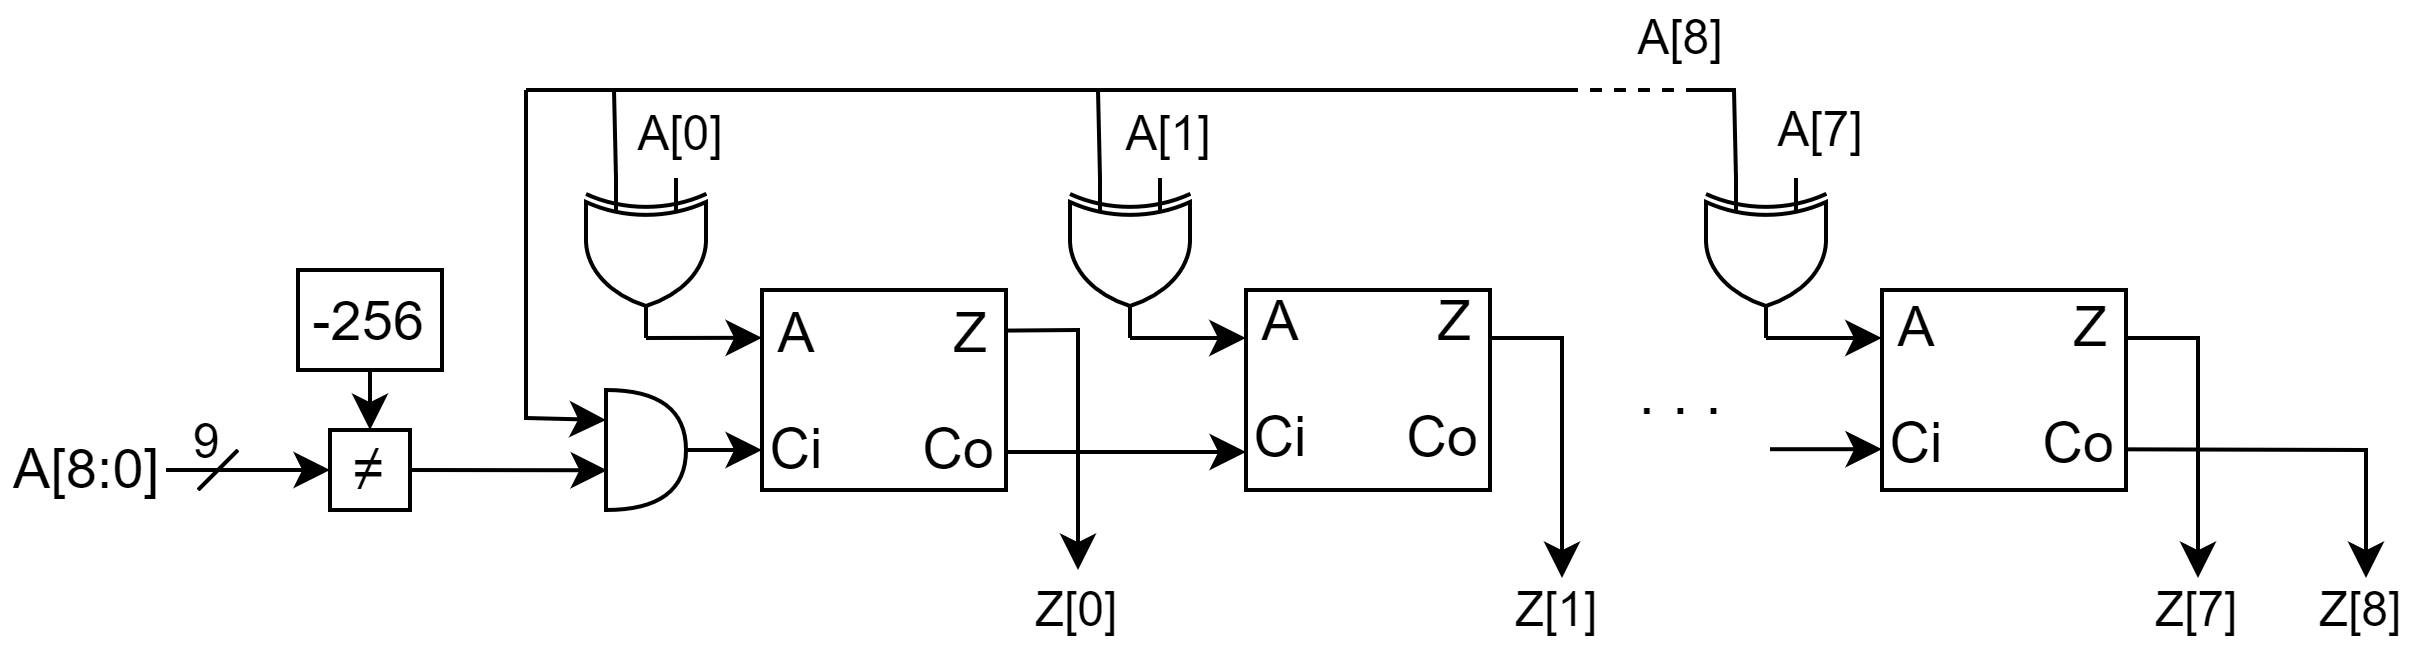 A[8]
A[0]
A[1]
A[7]
-256
A Z
A Z
A Z
9
A[8:0]
≠
Ci Co
Ci Co
. . .
Ci Co
Z[0]
Z[1]
Z[7]
Z[8]